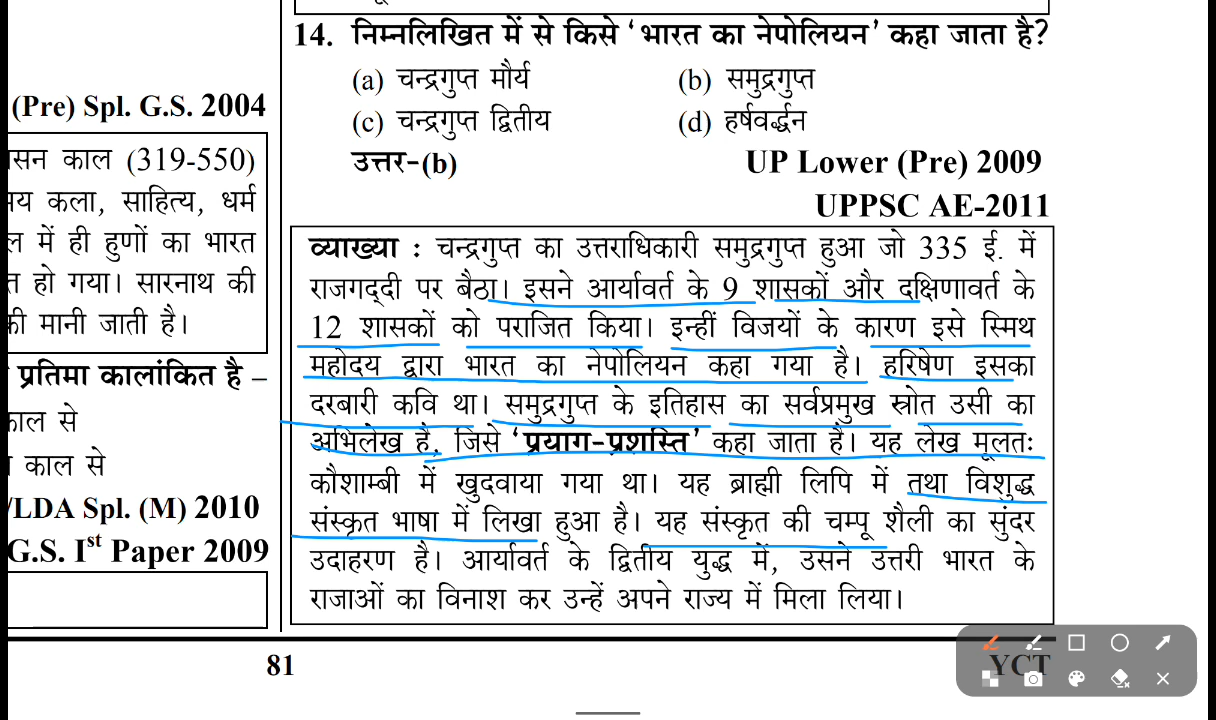 (Pre) Spl. G.S. 2004
सन काल (319-550)
मय कला, साहित्य, धर्म
ल में ही हुणों का भारत
त हो गया। सारनाथ की
की मानी जाती है।
प्रतिमा कालांकित है –
काल से
काल से
/LDA Spl. (M) 2010
G.S. Ist Paper 2009
14. निम्नलिखित में से किसे ‘भारत का नेपोलियन’ कहा जाता है?
(a) चन्द्रगुप्त मौर्य (b) समुद्रगुप्त
(c) चन्द्रगुप्त द्वितीय (d) हर्षवर्द्धन
उत्तर–(b) UP Lower (Pre) 2009
UPPSC AE-2011
व्याख्या : चन्द्रगुप्त का उत्तराधिकारी समुद्रगुप्त हुआ जो 335 ई. में
राजगद्दी पर बैठा। इसने आर्यावर्त के 9 शासकों और दक्षिणावर्त के
12 शासकों को पराजित किया। इन्हीं विजयों के कारण इसे स्मिथ
महोदय द्वारा भारत का नेपोलियन कहा गया है। हरिषेण इसका
दरबारी कवि था। समुद्रगुप्त के इतिहास का सर्वप्रमुख स्रोत उसी का
अभिलेख है, जिसे ‘प्रयाग–प्रशस्ति’ कहा जाता है। यह लेख मूलतः
कौशाम्बी में खुदवाया गया था। यह ब्राह्मी लिपि में तथा विशुद्ध
संस्कृत भाषा में लिखा हुआ है। यह संस्कृत की चम्पू शैली का सुंदर
उदाहरण है। आर्यावर्त के द्वितीय युद्ध में, उसने उत्तरी भारत के
राजाओं का विनाश कर उन्हें अपने राज्य में मिला लिया।
81 YCT